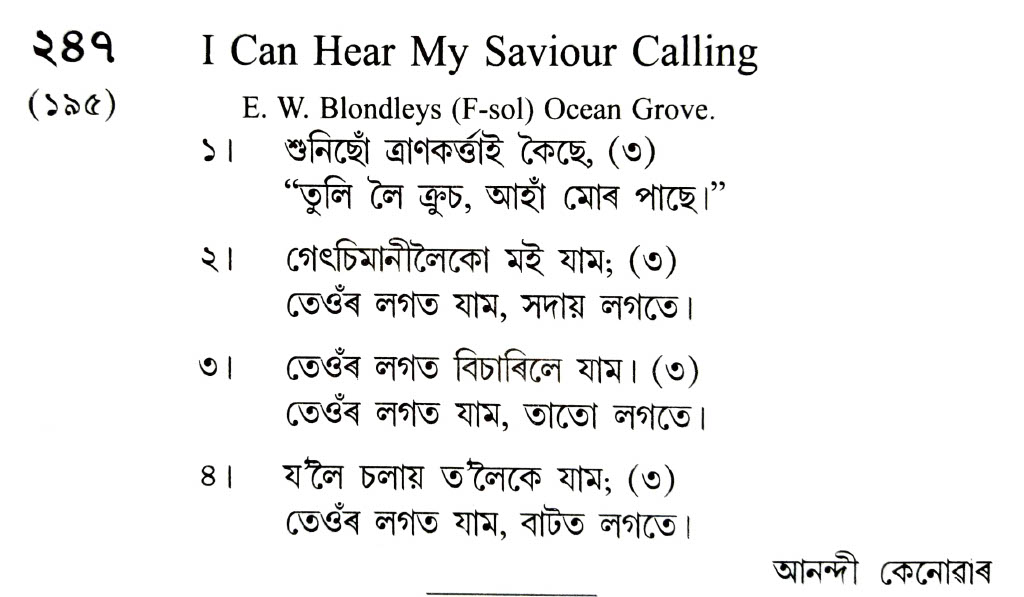 ২৪৭ I Can Hear My Saviour Calling
(১৯৫) E. W. Blondleys (F-sol) Ocean Grove.
১। শুনিছোঁ ত্ৰাণকৰ্ত্তাই কৈছে, (৩)
“তুলি লৈ ক্ৰুচ, আহাঁ মোৰ পাছে।”
২। গেৎচিমানীলৈকো মই যাম; (৩)
তেওঁৰ লগত যাম, সদায় লগতে।
৩। তেওঁৰ লগত বিচাৰিলে যাম। (৩)
তেওঁৰ লগত যাম, তাতো লগতে।
৪। য'লৈ চলায় ত'লৈকে যাম; (৩)
তেওঁৰ লগত যাম, বাটত লগতে।
আনন্দী কেনোৱাৰ